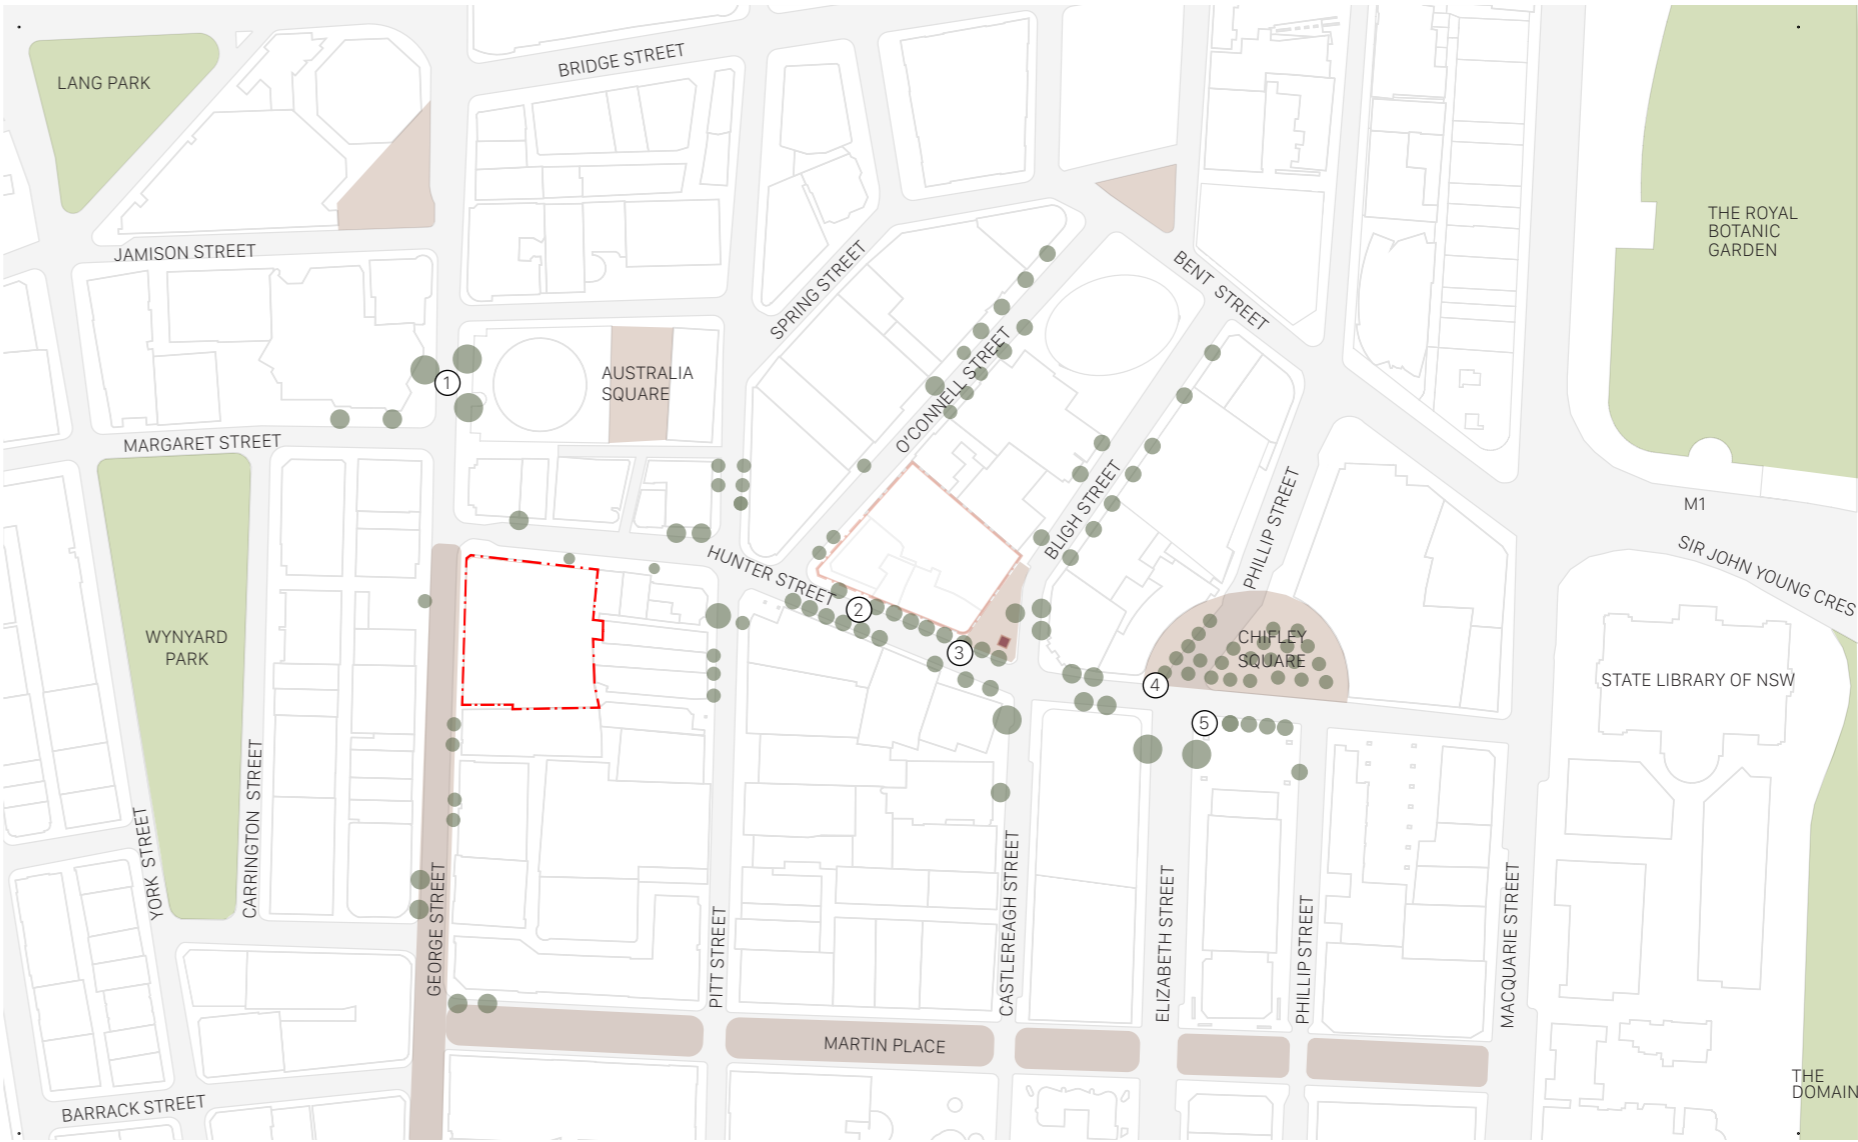 BRIDGE STREET
LANG PARK
THE ROYAL
BOTANIC
GARDEN
JAMISON STREET
SPRING STREET
BENT STREET
AUSTRALIA
SQUARE
1
O'CONNELL STREET
MARGARET STREET
BLIGH STREET
PHILLIP STREET
M1
SIR JOHN YOUNG CRES
HUNTER STREET
2
WYNYARD
PARK
3
CHIFLEY
SQUARE
4
STATE LIBRARY OF NSW
5
YORK STREET
CARRINGTON STREET
GEORGE STREET
PITT STREET
CASTLEREAGH STREET
ELIZABETH STREET
PHILLIP STREET
MACQUARIE STREET
MARTIN PLACE
THE
DOMAIN
BARRACK STREET